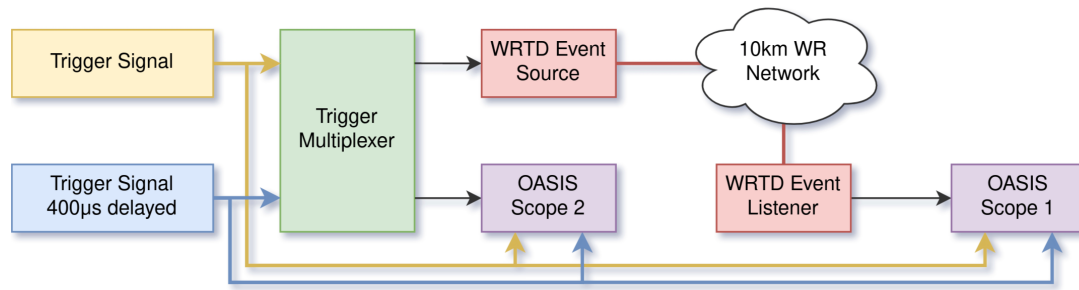 Trigger Signal
Trigger
Multiplexer
WRTD Event
Source
10km WR
Network
Trigger Signal
400µs delayed
OASIS
Scope 2
WRTD Event
Listener
OASIS
Scope 1